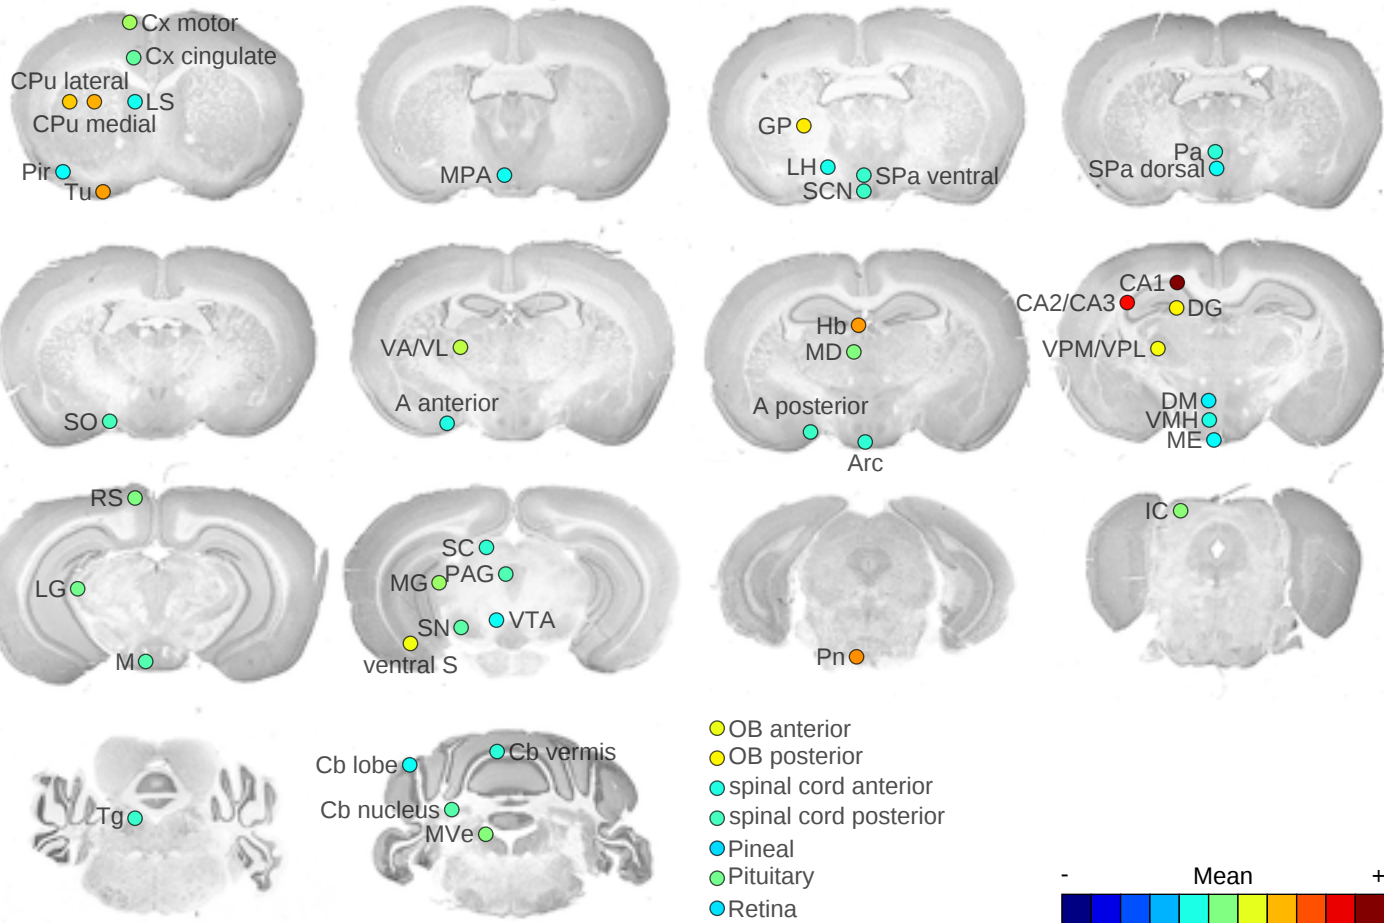 Cx motor
Cx cingulate
CPu lateral
LS
CPu medial
Pir
Tu
MPA
GP
LH
SPa ventral
SCN
Pa
SPa dorsal
SO
VA/VL
A anterior
Hb
MD
A posterior
Arc
CA1
CA2/CA3
DG
VPM/VPL
DM
VMH
ME
RS
LG
M
SC
MG
PAG
SN
VTA
ventral S
Pn
IC
Tg
Cb lobe
Cb vermis
Cb nucleus
MVe
OB anterior
OB posterior
spinal cord anterior
spinal cord posterior
Pineal
Pituitary
Retina
- Mean +